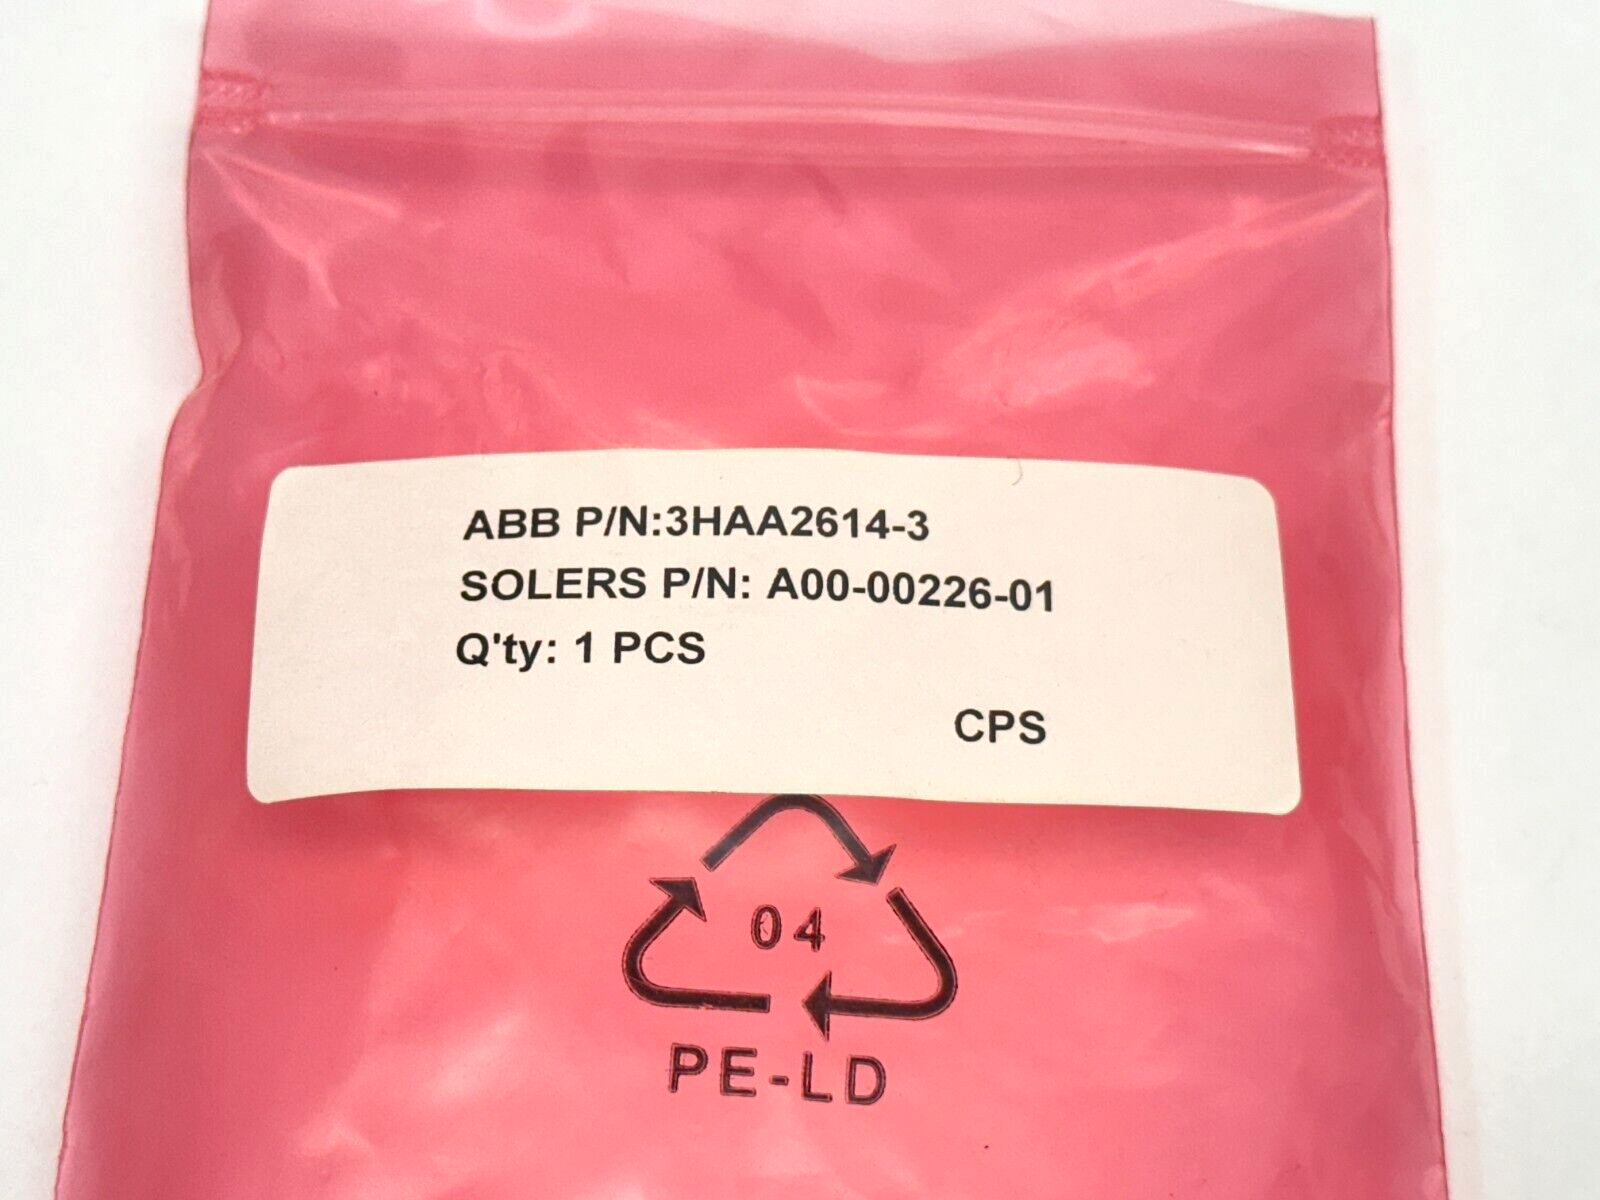 ABB P/N:3HAA2614-3
SOLERS P/N: A00-00226-01
Q'ty: 1 PCS
CPS
04
PE-LD